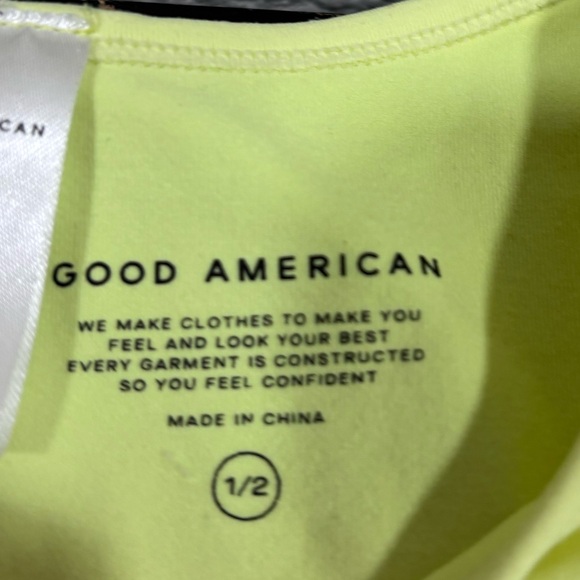 CAN
GOOD AMERICAN
WE MAKE CLOTHES TO MAKE YOU
FEEL AND LOOK YOUR BEST
EVERY GARMENT IS CONSTRUCTED
SO YOU FEEL CONFIDENT
MADE IN CHINA
1/2